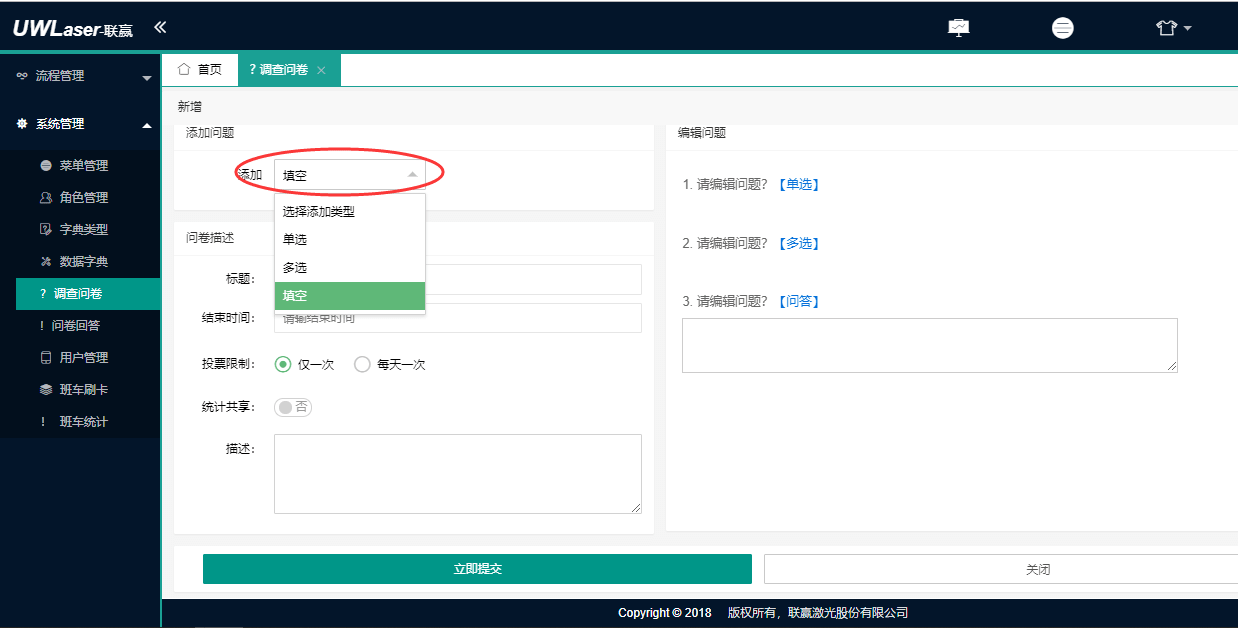 UWLaser-联赢
流程管理
系统管理
菜单管理
角色管理
字典类型
数据字典
? 调查问卷
! 问卷回答
用户管理
班车刷卡
! 班车统计
首页
? 调查问卷
新增
添加问题
添加 填空
选择添加类型
单选
多选
填空
问卷描述
标题:
结束时间: 请输结束时间
投票限制: 仅一次 每天一次
统计共享: 否
描述:
编辑问题
1. 请编辑问题? 【单选】
2. 请编辑问题? 【多选】
3. 请编辑问题? 【问答】
立即提交
关闭
Copyright © 2018 版权所有，联赢激光股份有限公司